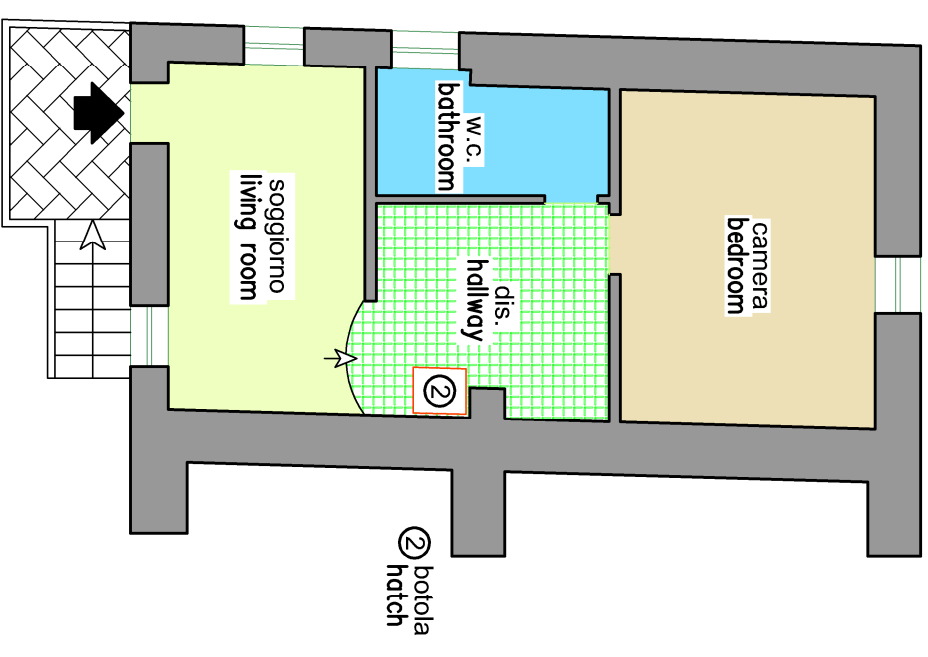 camera
bedroom
w.c.
bathroom
dis.
hallway
soggiorno
living room
2
2 botola
hatch